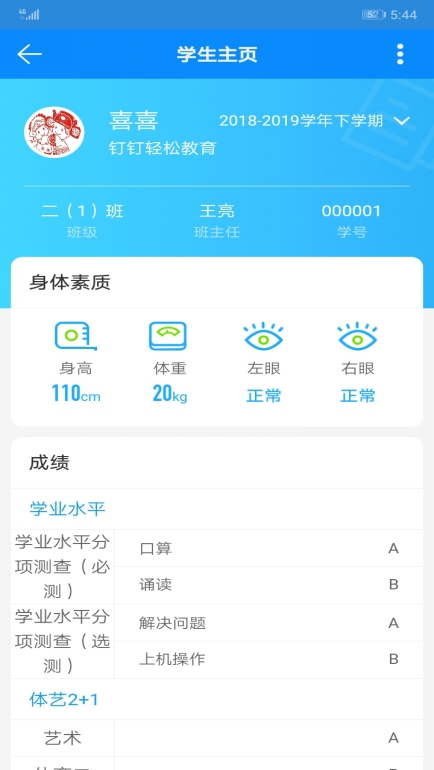 4G
52
5:44
学生主页
喜喜
2018-2019学年下学期
钉钉轻松教育
二（1）班
王亮
000001
班级
班主任
学号
身体素质
身高
体重
左眼
右眼
110cm
20kg
正常
正常
成绩
学业水平
学业水平分
项测查（必
测）
口算
A
诵读
B
学业水平分
项测查（选
测）
解决问题
A
上机操作
B
体艺2+1
艺术
A